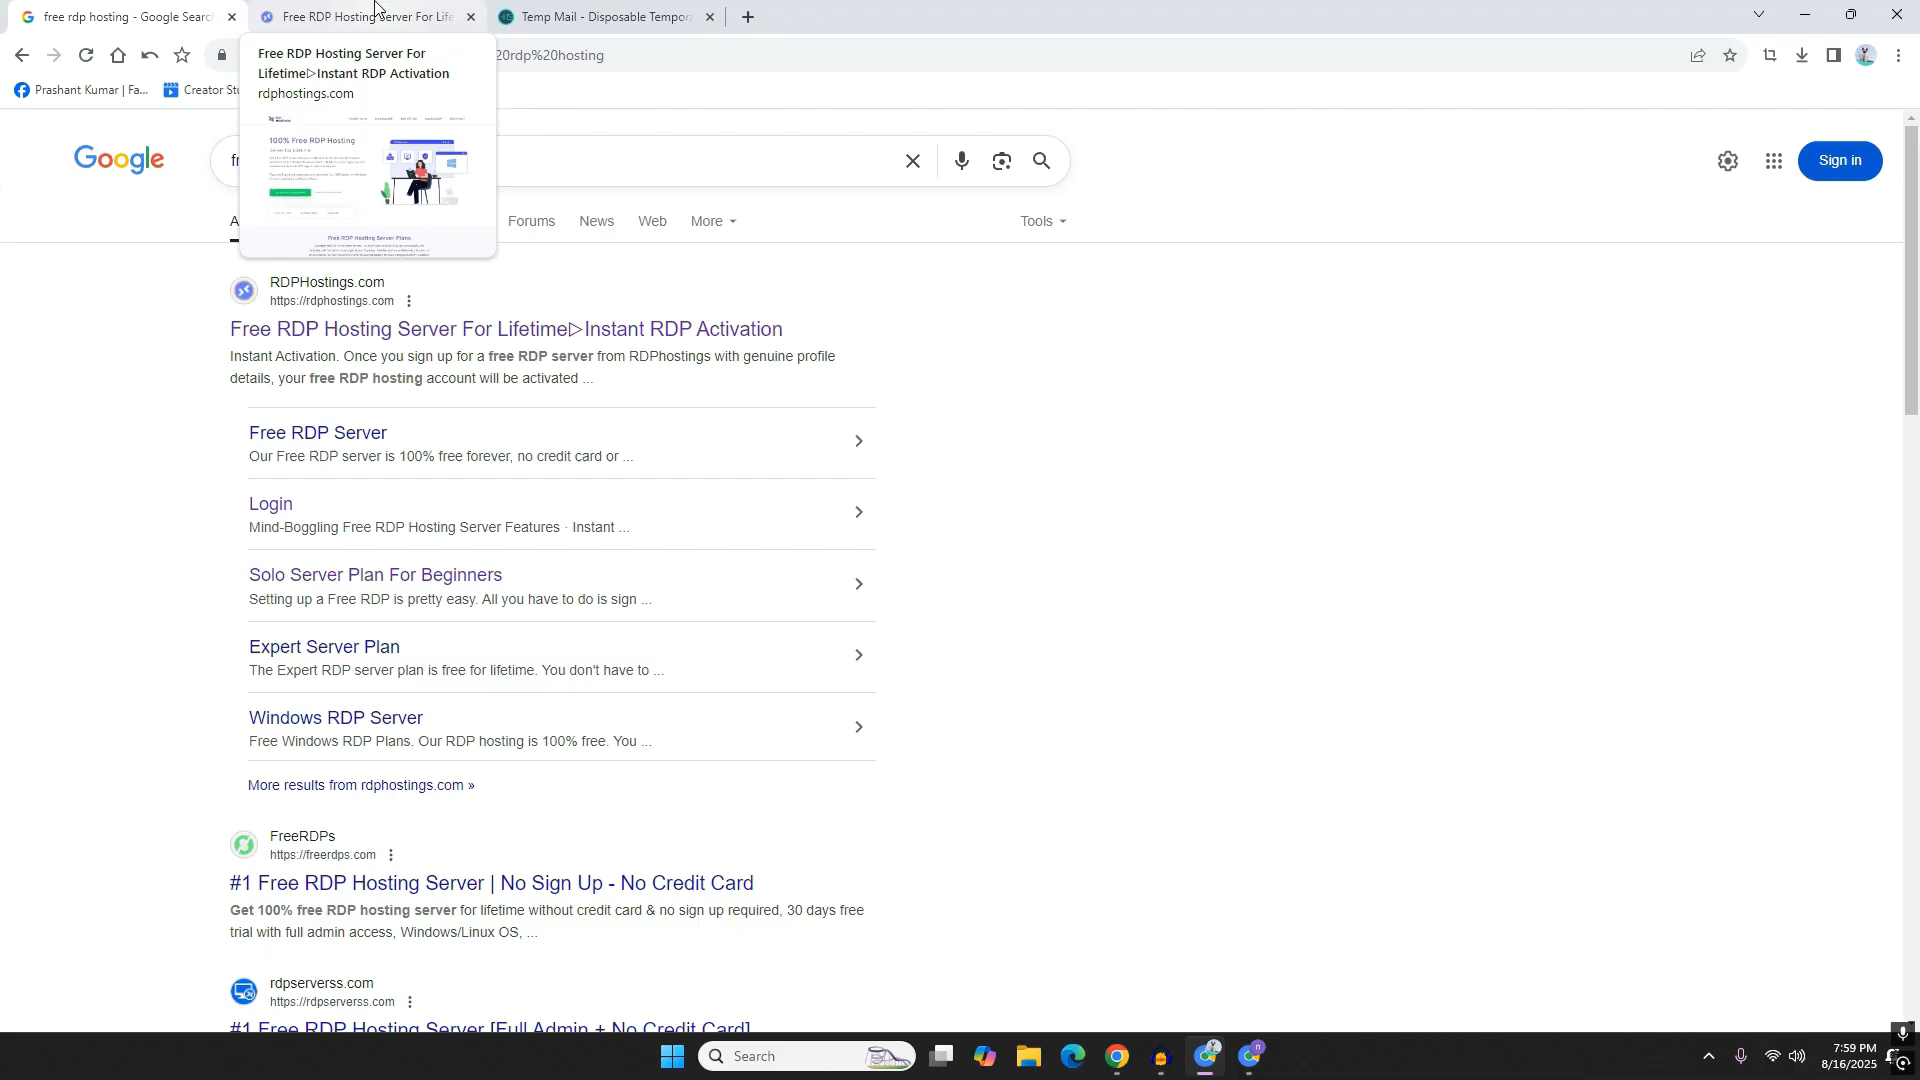 free rdp hosting - Google Searc
Free RDP Hosting Server For Life
Temp Mail - Disposable Tempora
20rdp%20hosting
Free RDP Hosting Server For
Lifetime▷Instant RDP Activation
rdphostings.com
Prashant Kumar | Fa...
Creator Stu
100% Free RDP Hosting
Server For Lifetime
Free RDP Hosting Server Plans
Google
fr
Sign in
A
Forums
News
Web
More
Tools
RDPHostings.com
https://rdphostings.com
Free RDP Hosting Server For Lifetime▷Instant RDP Activation
Instant Activation. Once you sign up for a free RDP server from RDPhostings with genuine profile
details, your free RDP hosting account will be activated ...
Free RDP Server
Our Free RDP server is 100% free forever, no credit card or ...
Login
Mind-Boggling Free RDP Hosting Server Features · Instant ...
Solo Server Plan For Beginners
Setting up a Free RDP is pretty easy. All you have to do is sign ...
Expert Server Plan
The Expert RDP server plan is free for lifetime. You don't have to ...
Windows RDP Server
Free Windows RDP Plans. Our RDP hosting is 100% free. You ...
More results from rdphostings.com »
FreeRDPs
https://freerdps.com
#1 Free RDP Hosting Server | No Sign Up - No Credit Card
Get 100% free RDP hosting server for lifetime without credit card & no sign up required, 30 days free
trial with full admin access, Windows/Linux OS, ...
rdpserverss.com
https://rdpserverss.com
#1 Free RDP Hosting Server [Full Admin + No Credit Card]
Search
7:59 PM
8/16/2025